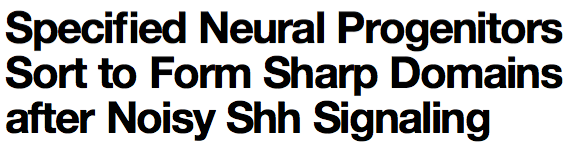 Specified Neural Progenitors
Sort to Form Sharp Domains
after Noisy Shh Signaling